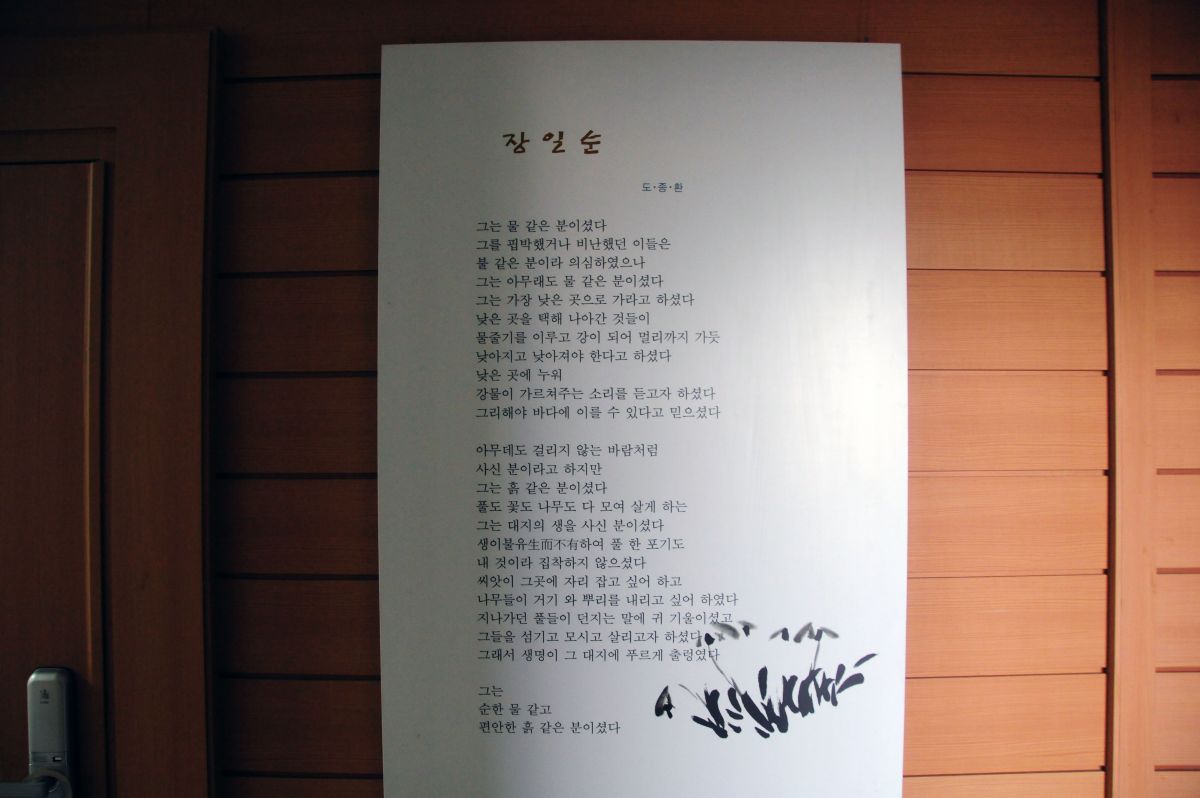 장일순
도·종·환
그는 물 같은 분이셨다
그를 핍박했거나 비난했던 이들은
불 같은 분이라 의심하였으나
그는 아무래도 물 같은 분이셨다
그는 가장 낮은 곳으로 가라고 하셨다
낮은 곳을 택해 나아간 것들이
물줄기를 이루고 강이 되어 멀리까지 가듯
낮아지고 낮아져야 한다고 하셨다
낮은 곳에 누워
강물이 가르쳐주는 소리를 듣고자 하셨다
그리해야 바다에 이를 수 있다고 믿으셨다
아무데도 걸리지 않는 바람처럼
사신 분이라고 하지만
그는 흙 같은 분이셨다
풀도 꽃도 나무도 다 모여 살게 하는
그는 대지의 생을 사신 분이셨다
생이불유生而不有하여 풀 한 포기도
내 것이라 집착하지 않으셨다
씨앗이 그곳에 자리 잡고 싶어 하고
나무들이 거기 와 뿌리를 내리고 싶어 하였다
지나가던 풀들이 던지는 말에 귀 기울이셨고
그들을 섬기고 모시고 살리고자 하셨다
그래서 생명이 그 대지에 푸르게 출렁였다
그는
순한 물 같고
편안한 흙 같은 분이셨다